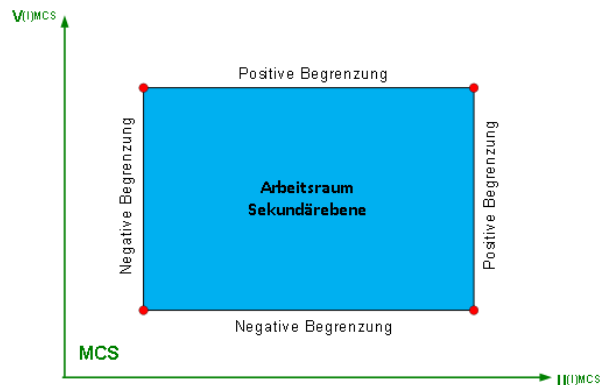 V(I)MCS
Positive Begrenzung
Negative Begrenzung
Arbeitsraum
Sekundärebene
Positive Begrenzung
Negative Begrenzung
MCS
U(I)MCS